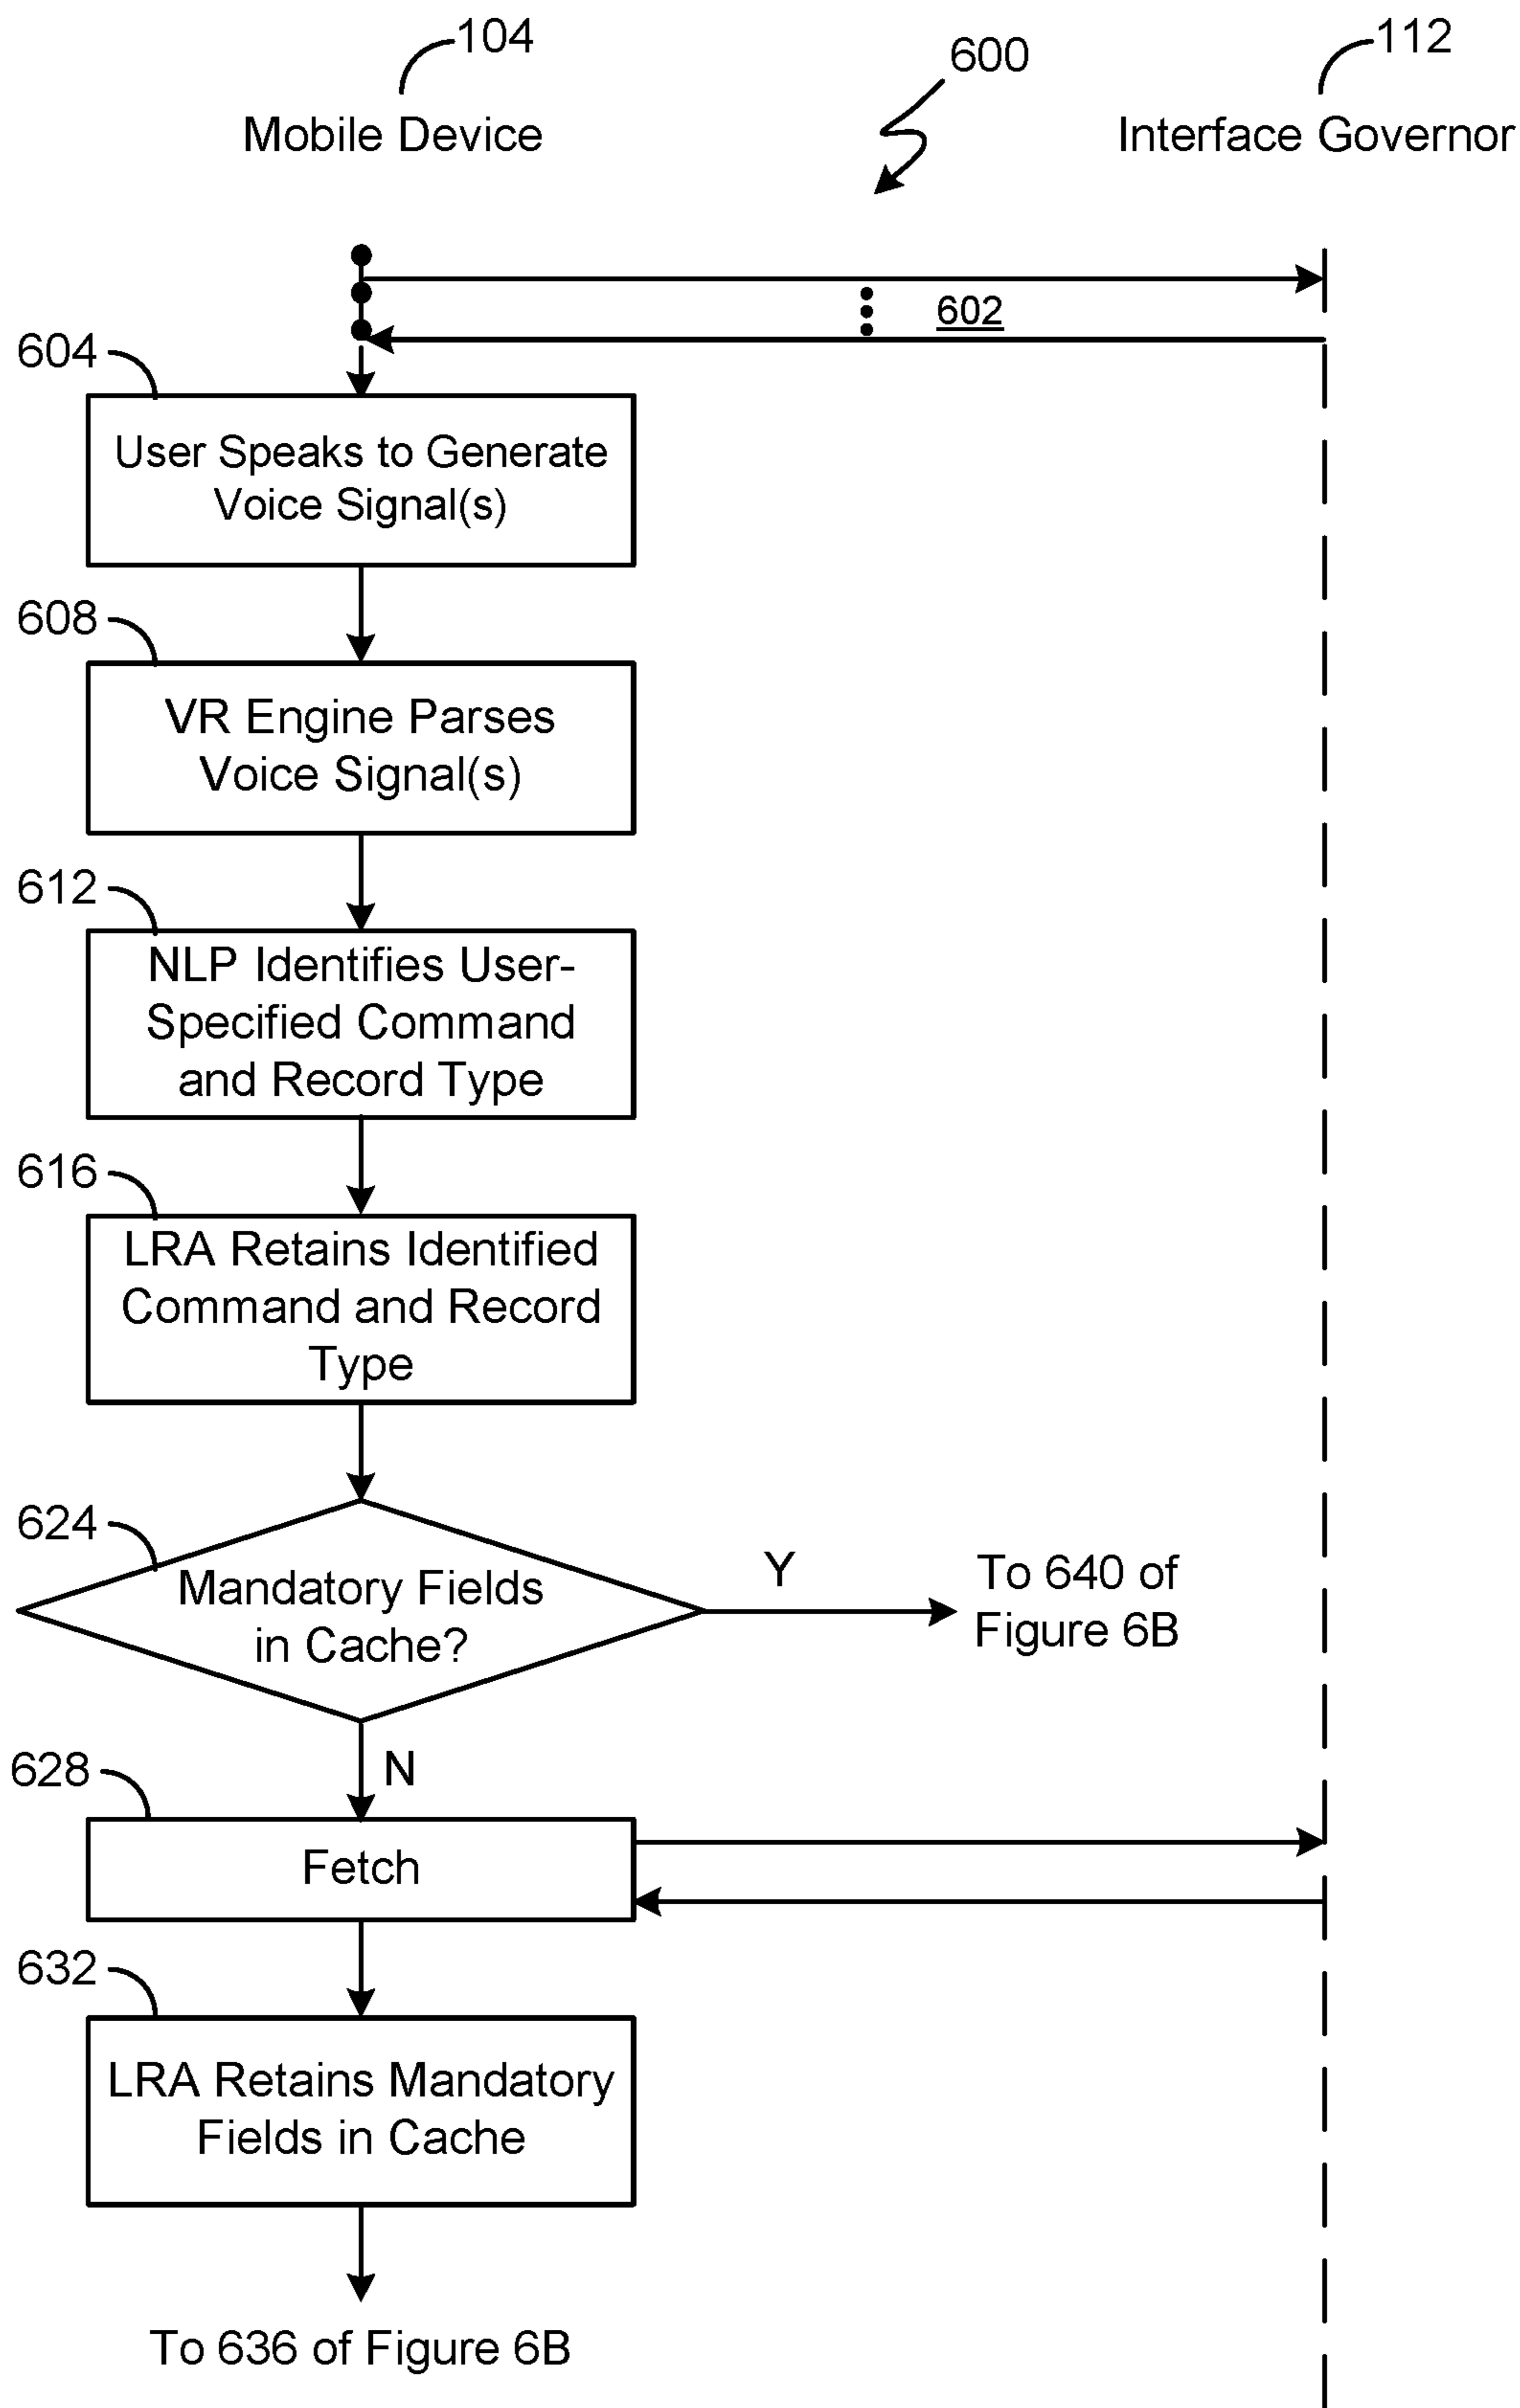 104
600
112
Mobile Device
Interface Governor
602
604
User Speaks to Generate
Voice Signal(s)
608
VR Engine Parses
Voice Signal(s)
612
NLP Identifies User-
Specified Command
and Record Type
616
LRA Retains Identified
Command and Record
Type
624
Mandatory Fields
in Cache?
Y
To 640 of
Figure 6B
N
628
Fetch
632
LRA Retains Mandatory
Fields in Cache
To 636 of Figure 6B